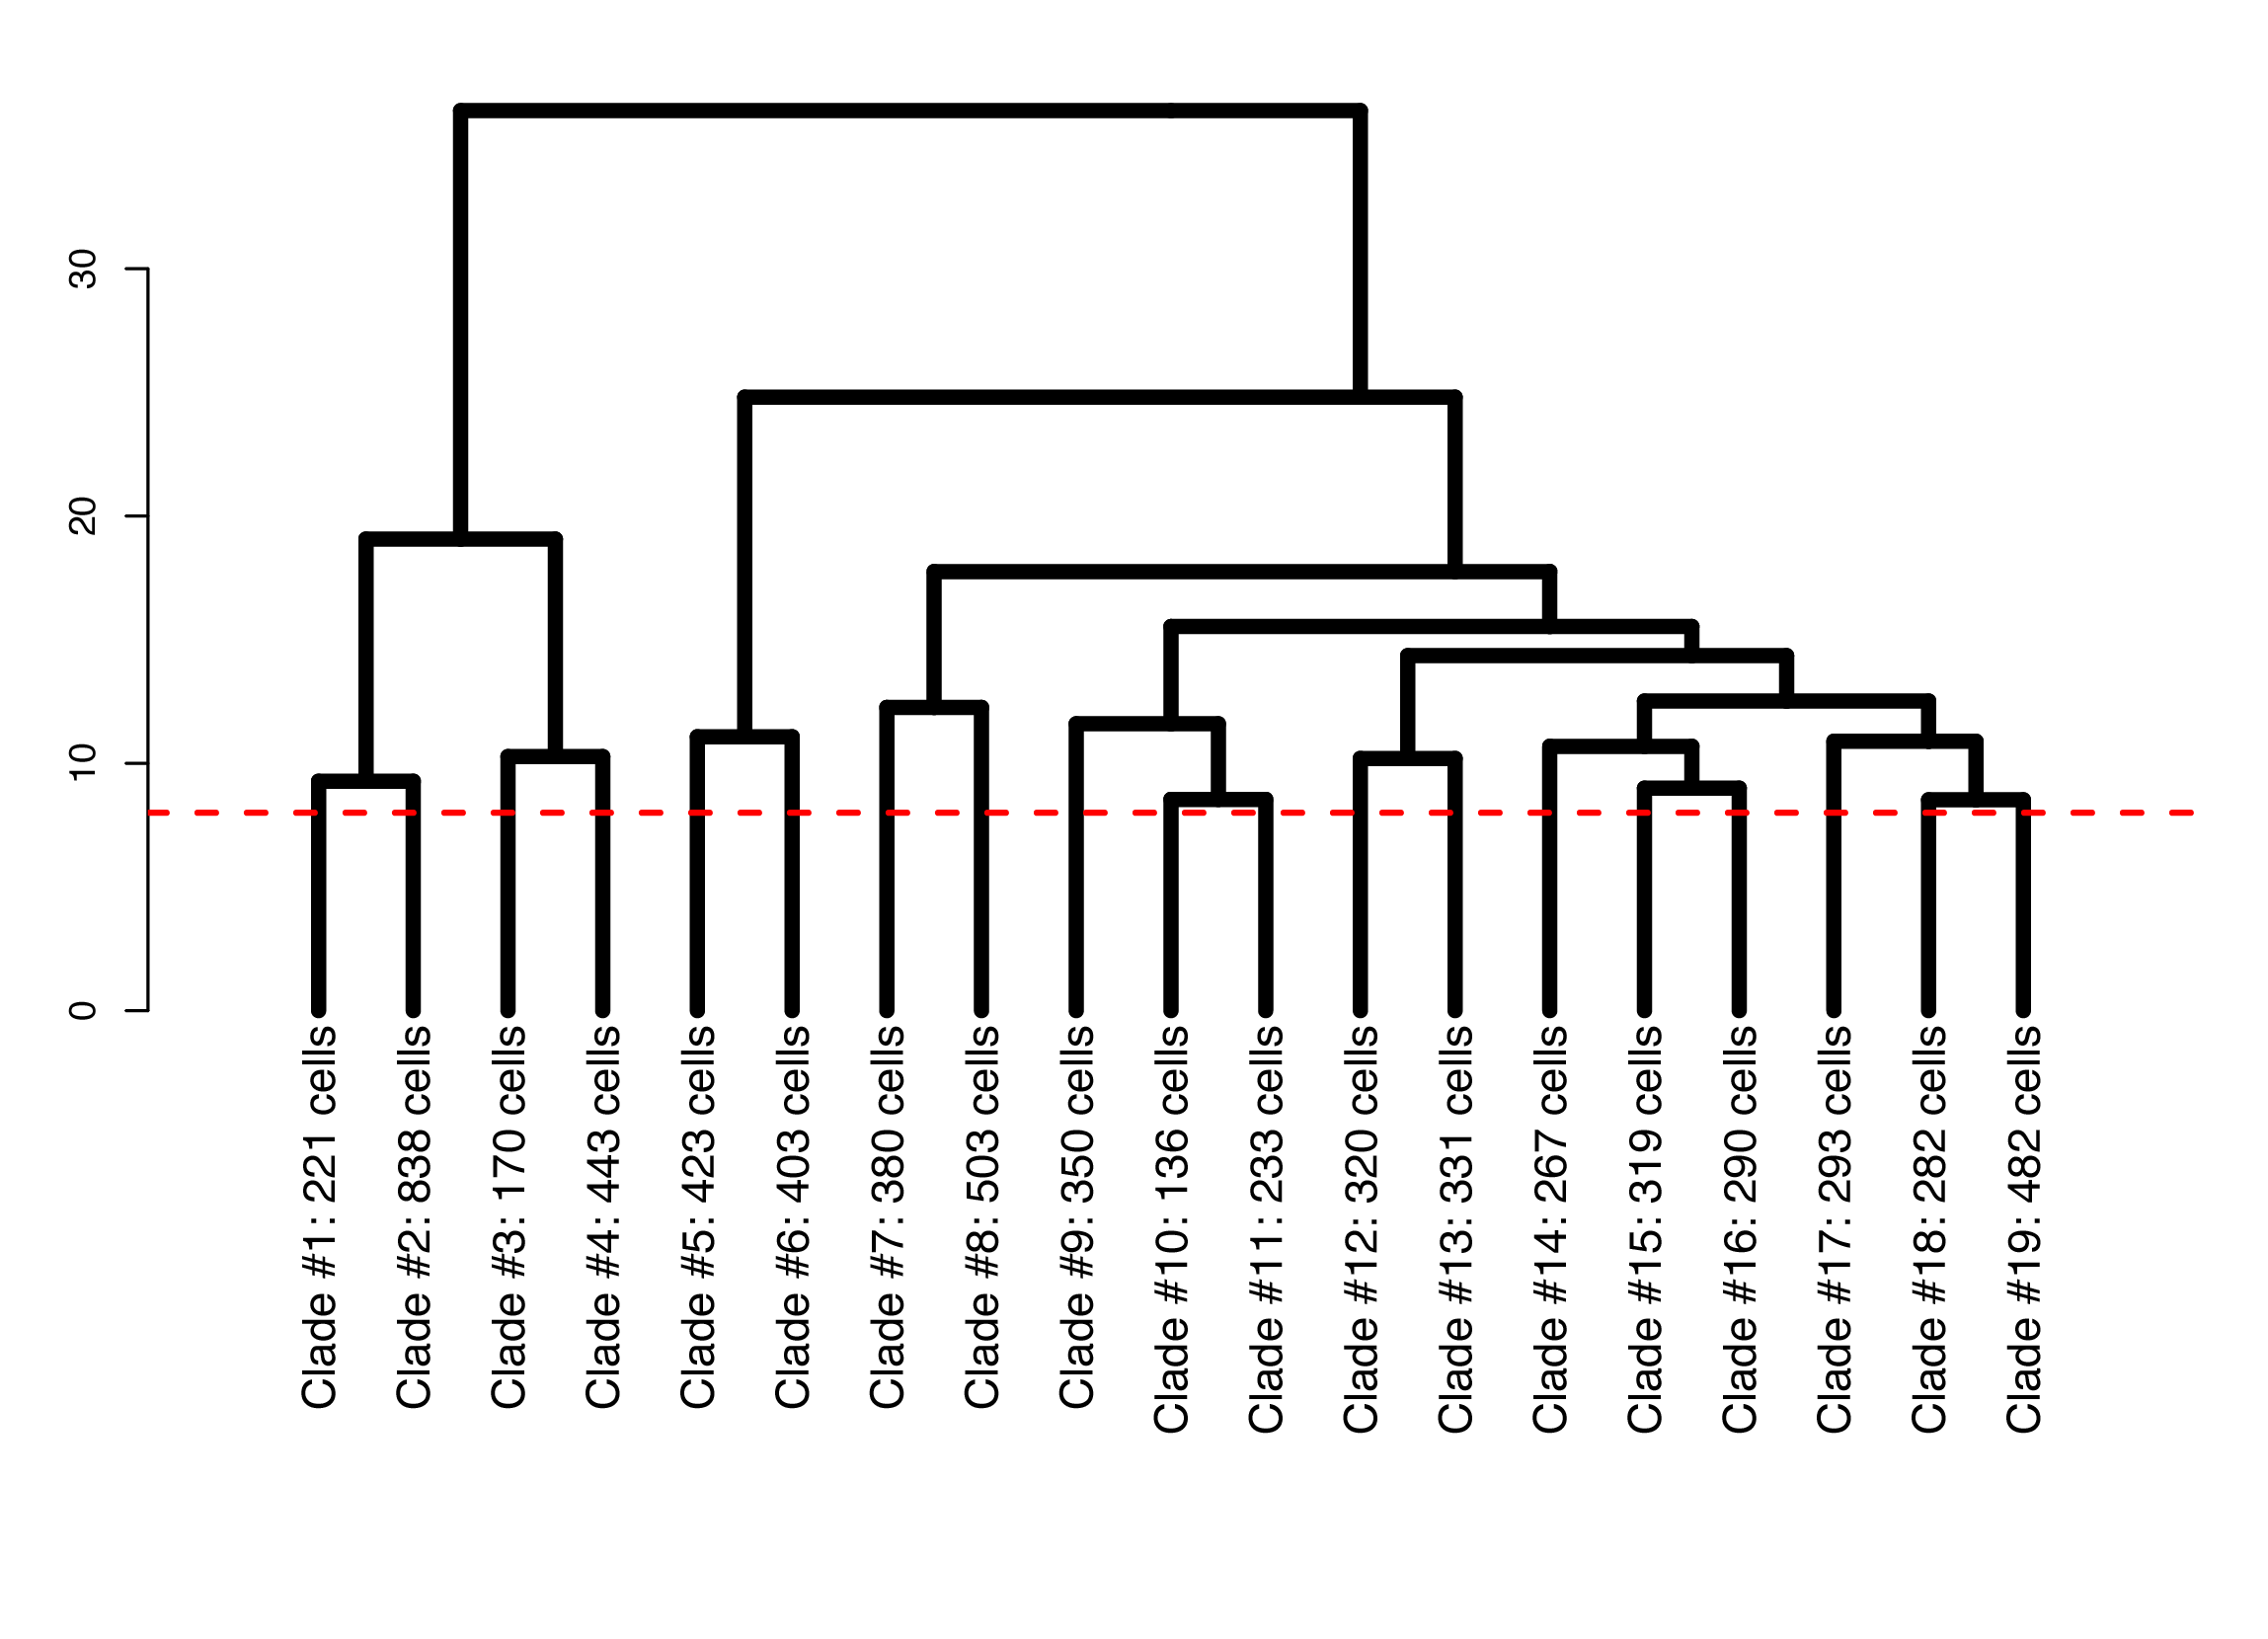 30
20
10
0
Clade #1: 221 cells
Clade #2: 838 cells
Clade #3: 170 cells
Clade #4: 443 cells
Clade #5: 423 cells
Clade #6: 403 cells
Clade #7: 380 cells
Clade #8: 503 cells
Clade #9: 350 cells
Clade #10: 136 cells
Clade #11: 233 cells
Clade #12: 320 cells
Clade #13: 331 cells
Clade #14: 267 cells
Clade #15: 319 cells
Clade #16: 290 cells
Clade #17: 293 cells
Clade #18: 282 cells
Clade #19: 482 cells